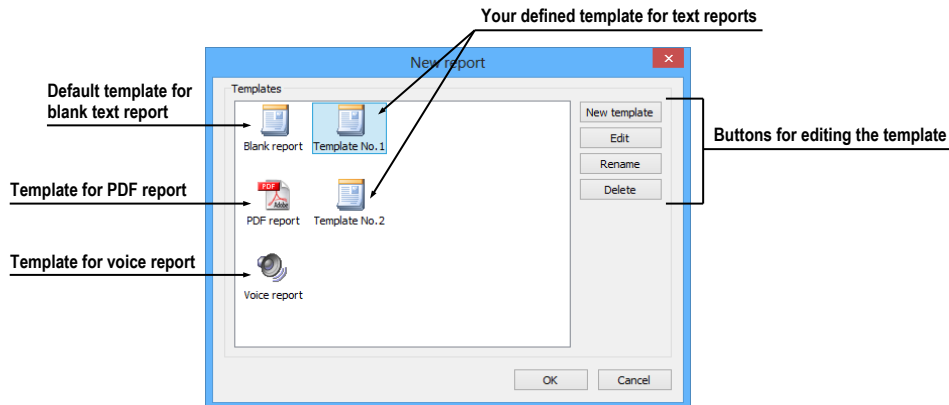 Your defined template for text reports
New report
Default template for
blank text report
Templates
New template
Edit
Rename
Delete
Buttons for editing the template
Blank report
Template No.1
Template for PDF report
PDF
Adobe
PDF report
Template No.2
Template for voice report
Voice report
OK
Cancel